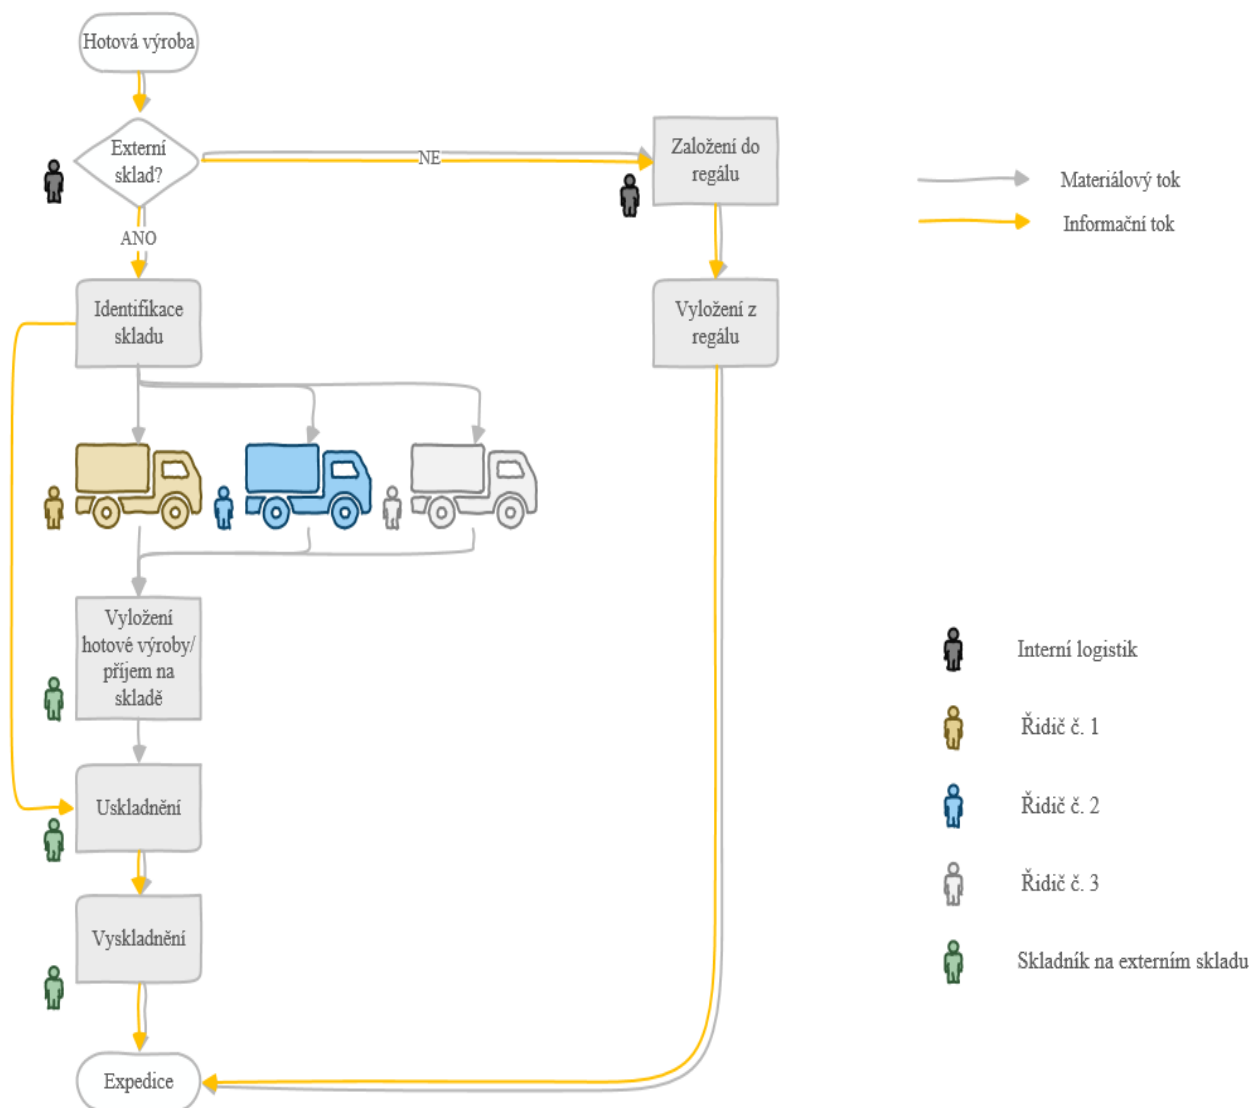 Hotová výroba
Externí
sklad?
NE
Založení do
regálu
Materiálový tok
Informační tok
ANO
Identifikace
skladu
Vyložení z
regálu
Vyložení
hotové výroby/
příjem na
skladě
Interní logistik
Řidič č. 1
Uskladnění
Řidič č. 2
Řidič č. 3
Vyskladnění
Skladník na externím skladu
Expedice